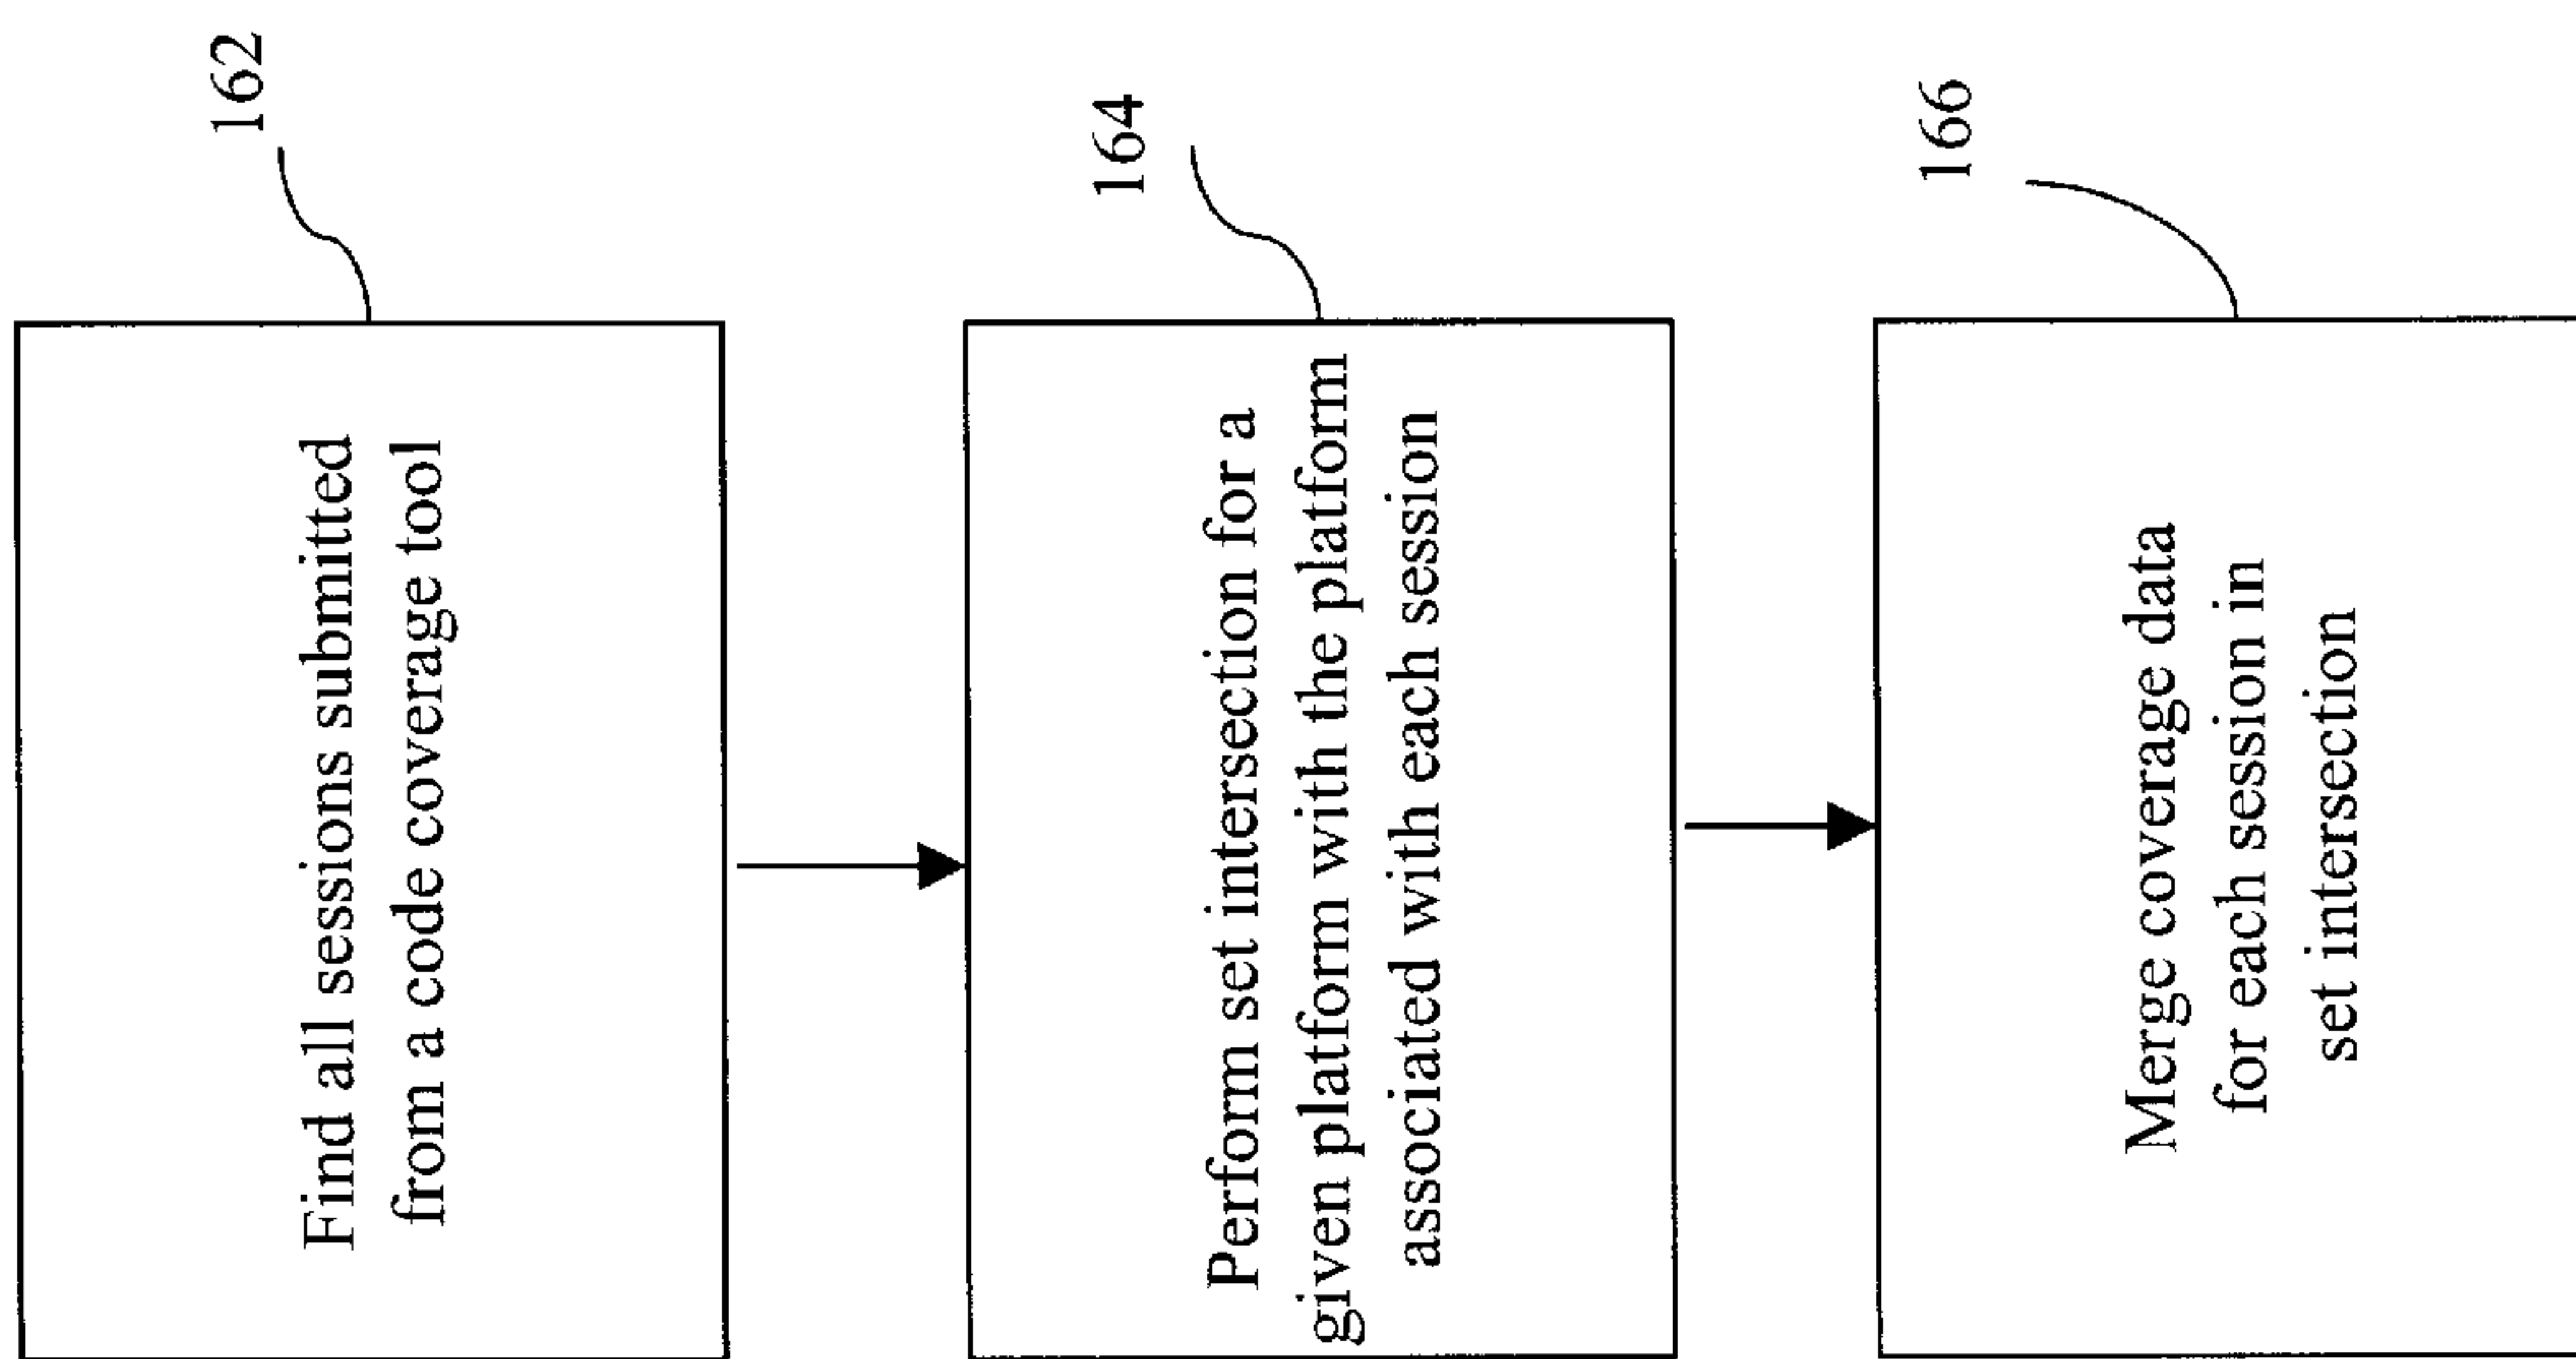 162
Find all sessions submitted
from a code coverage tool
164
Perform set intersection for a
given platform with the platform
associated with each session
166
Merge coverage data
for each session in
set intersection